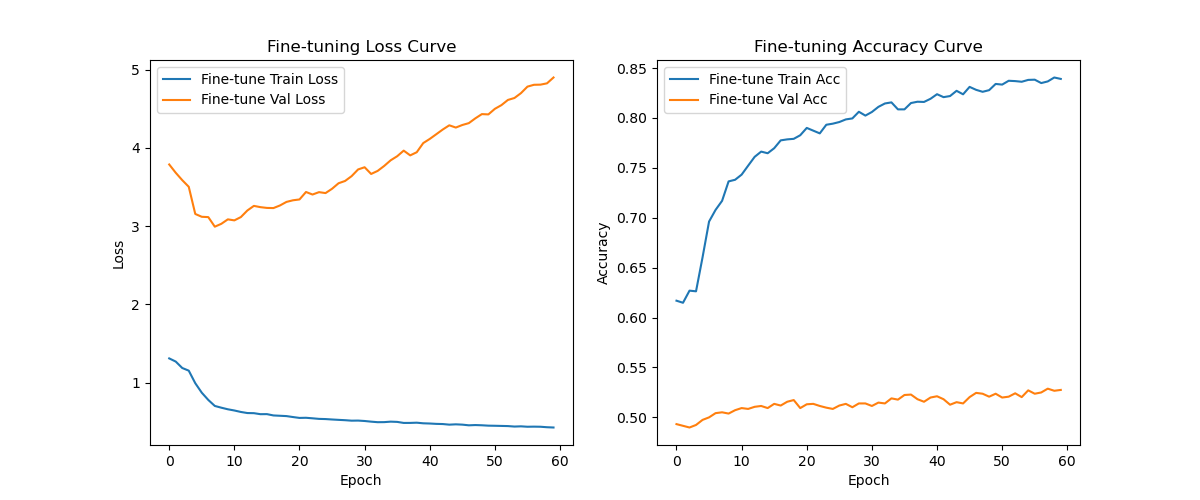 Fine-tuning Loss Curve
Fine-tune Train Loss
Fine-tune Val Loss
5
4
3
2
1
Loss
0 10 20 30 40 50 60
Epoch
Fine-tuning Accuracy Curve
Fine-tune Train Acc
Fine-tune Val Acc
0.85
0.80
0.75
0.70
0.65
0.60
0.55
0.50
Accuracy
0 10 20 30 40 50 60
Epoch